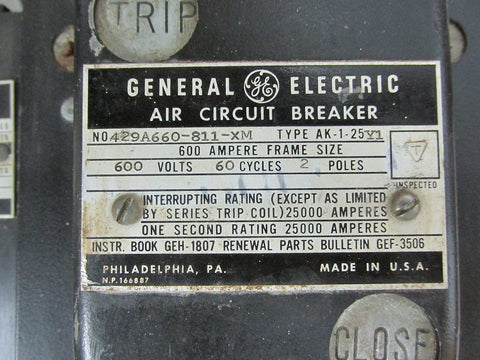 TRIP
GENERAL GE ELECTRIC
AIR CIRCUIT BREAKER
NO 429A660-811-XM TYPE AK-1-25 V1
600 AMPERE FRAME SIZE
600 VOLTS 60 CYCLES 2 POLES
INSPECTED
INTERRUPTING RATING (EXCEPT AS LIMITED
BY SERIES TRIP COIL) 25000 AMPERES
ONE SECOND RATING 25000 AMPERES
INSTR. BOOK GEH-1807 RENEWAL PARTS BULLETIN GEF-3506
PHILADELPHIA, PA. MADE IN U.S.A.
N.P. 166887
CLOSE